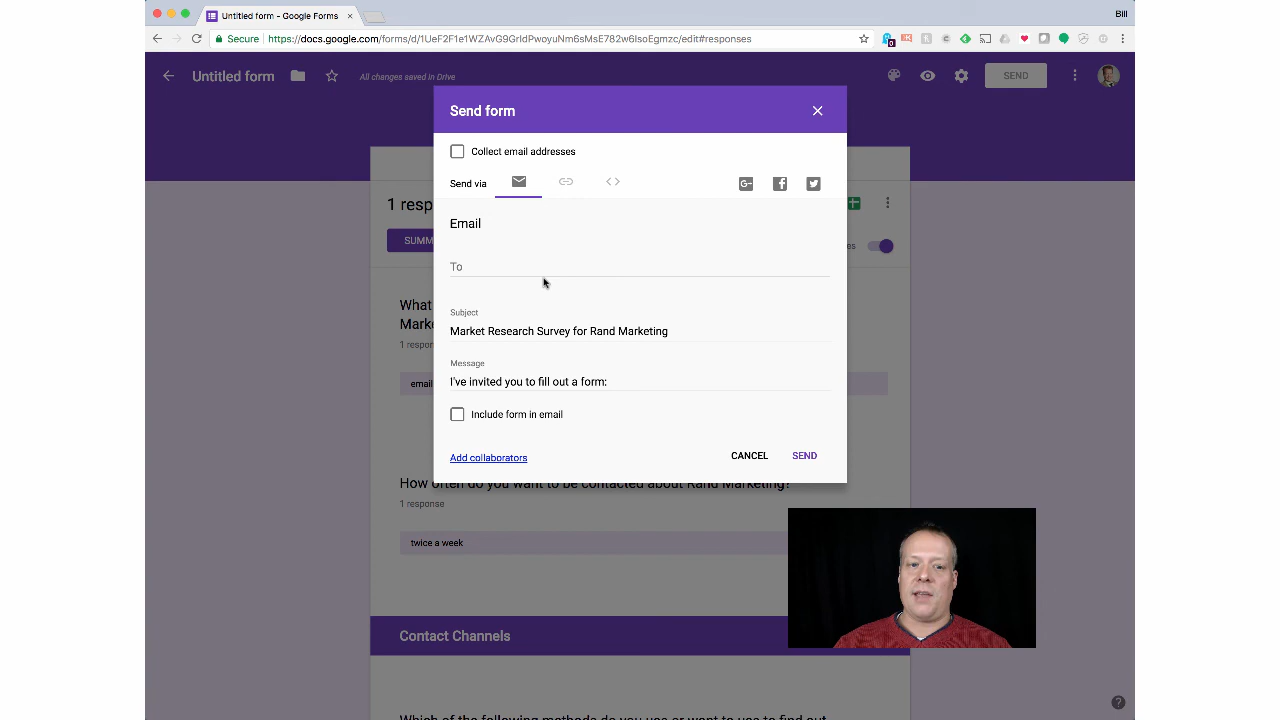 Untitled form - Google Forms
Bill
Secure
https://docs.google.com/forms/d/1UeF2F1e1WZAvG9GrIdPwoyuNm6sMsE782w6IsoEgmzc/edit#responses
Untitled form
All changes saved in Drive
SEND
Send form
Collect email addresses
1 resp
Send via
G+
SUMM
Email
es
To
What
Mark
Subject
Market Research Survey for Rand Marketing
1 respon
Message
I've invited you to fill out a form:
email
Include form in email
Add collaborators
CANCEL
SEND
How often do you want to be contacted about Rand Marketing?
1 response
twice a week
Contact Channels
Which of the following methods do you use or want to use to find out